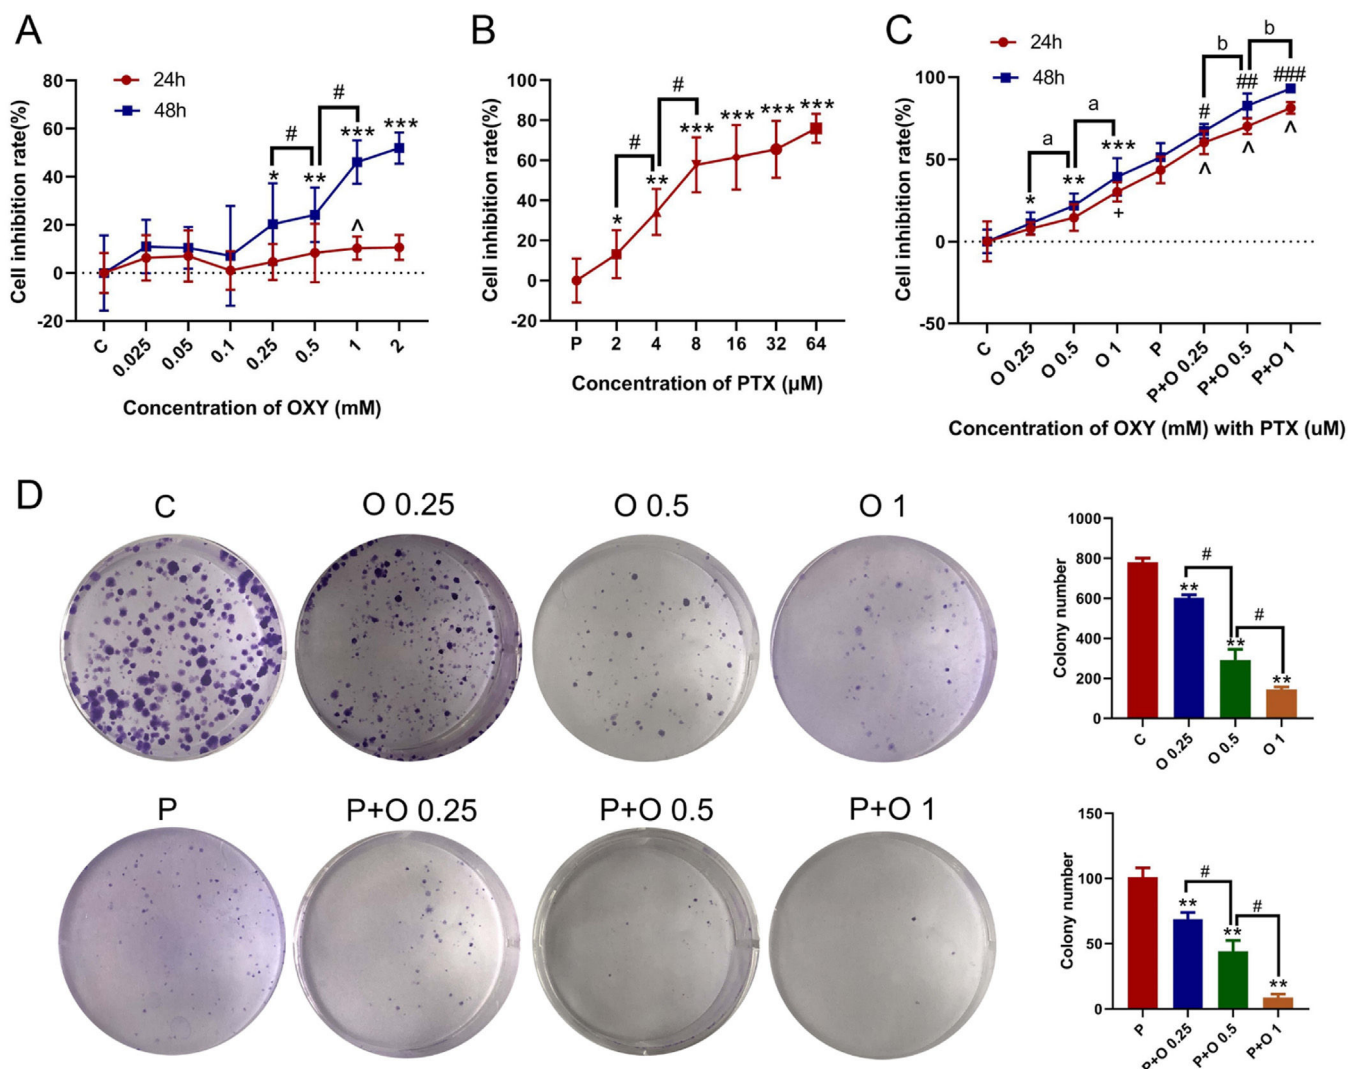 A
Cell inhibition rate(%)
80
60
40
20
0
-20
24h
48h
#
#
*
**
***
***
^
C
0.025
0.05
0.1
0.25
0.5
1
2
Concentration of OXY (mM)
B
Cell inhibition rate(%)
100
80
60
40
20
0
-20
#
#
*
**
***
***
***
***
P
2
4
8
16
32
64
Concentration of PTX (μM)
C
Cell inhibition rate(%)
100
50
0
-50
24h
48h
a
a
b
b
*
**
***
+
#
##
###
^
^
^
C
O 0.25
O 0.5
O 1
P
P+O 0.25
P+O 0.5
P+O 1
Concentration of OXY (mM) with PTX (uM)
D
C
O 0.25
O 0.5
O 1
Colony number
1000
800
600
400
200
0
#
#
**
**
**
C
O 0.25
O 0.5
O 1
P
P+O 0.25
P+O 0.5
P+O 1
Colony number
150
100
50
0
#
#
**
**
**
P
P+O 0.25
P+O 0.5
P+O 1